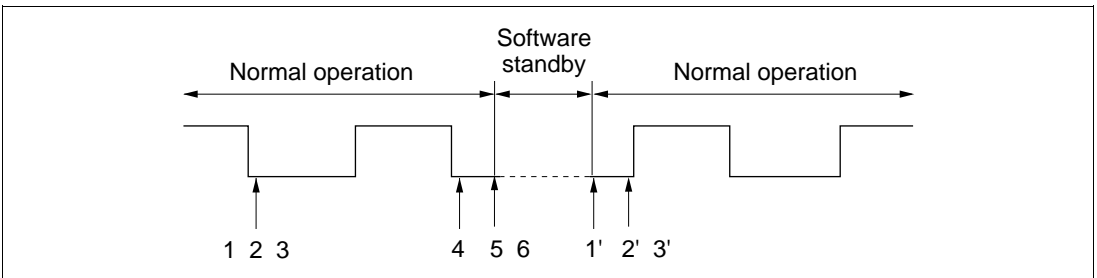 Software
standby
Normal operation
Normal operation
1 2 3
4
5 6
1'
2' 3'